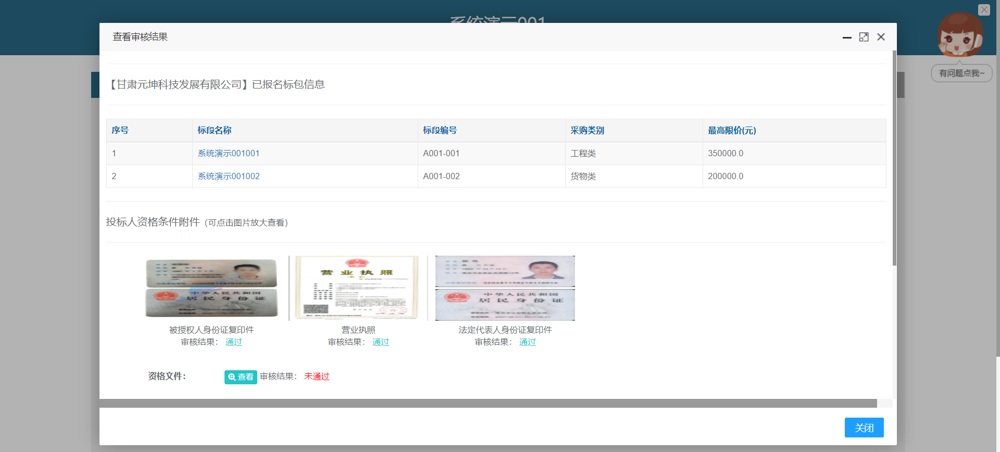 系统演示001
查看审核结果
有问题点我~
【甘肃元坤科技发展有限公司】已报名标包信息
序号 标段名称 标段编号 采购类别 最高限价(元)
1 系统演示001001 A001-001 工程类 350000.0
2 系统演示001002 A001-002 货物类 200000.0
投标人资格条件附件（可点击图片放大查看）
中华人民共和国
居民身份证
营业执照
中华人民共和国
居民身份证
被授权人身份证复印件 营业执照 法定代表人身份证复印件
审核结果： 通过 审核结果： 通过 审核结果： 通过
资格文件： 查看 审核结果： 未通过
关闭